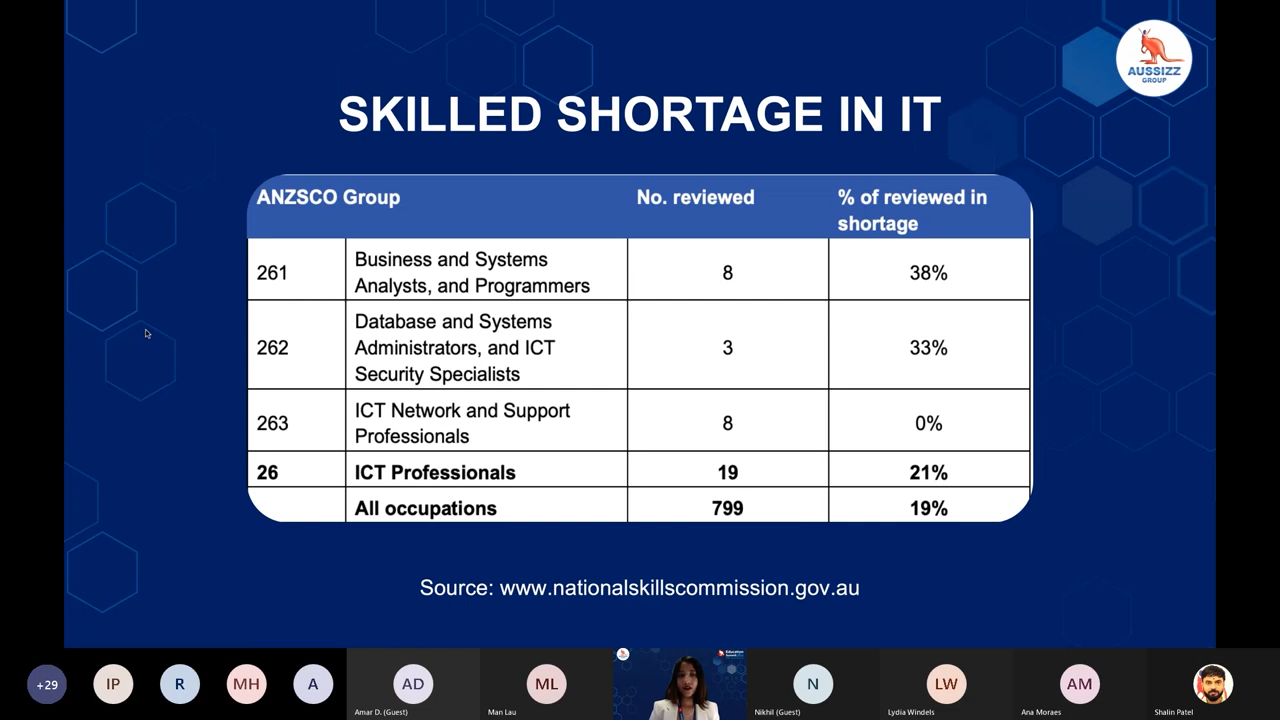 AUSSIZZ
GROUP
SKILLED SHORTAGE IN IT
ANZSCO Group
No. reviewed
% of reviewed in
shortage
261
Business and Systems
Analysts, and Programmers
8
38%
262
Database and Systems
Administrators, and ICT
Security Specialists
3
33%
263
ICT Network and Support
Professionals
8
0%
26
ICT Professionals
19
21%
All occupations
799
19%
Source: www.nationalskillscommission.gov.au
+29
IP
R
MH
A
AD
Amar D. (Guest)
ML
Man Lau
Education
N
Nikhil (Guest)
LW
Lydia Windels
AM
Ana Moraes
Shalin Patel